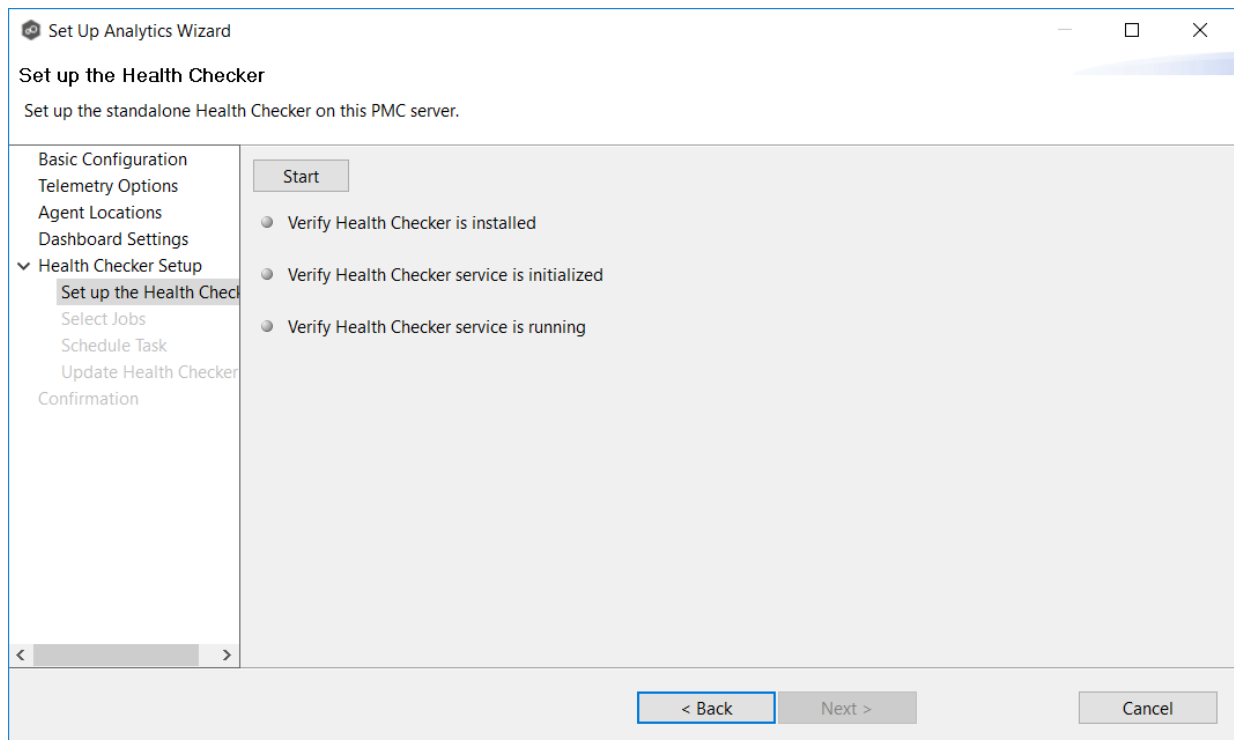 Set Up Analytics Wizard
Set up the Health Checker
Set up the standalone Health Checker on this PMC server.
Basic Configuration
Telemetry Options
Agent Locations
Dashboard Settings
Health Checker Setup
Set up the Health Check
Select Jobs
Schedule Task
Update Health Checker
Confirmation
Start
Verify Health Checker is installed
Verify Health Checker service is initialized
Verify Health Checker service is running
< Back
Next >
Cancel